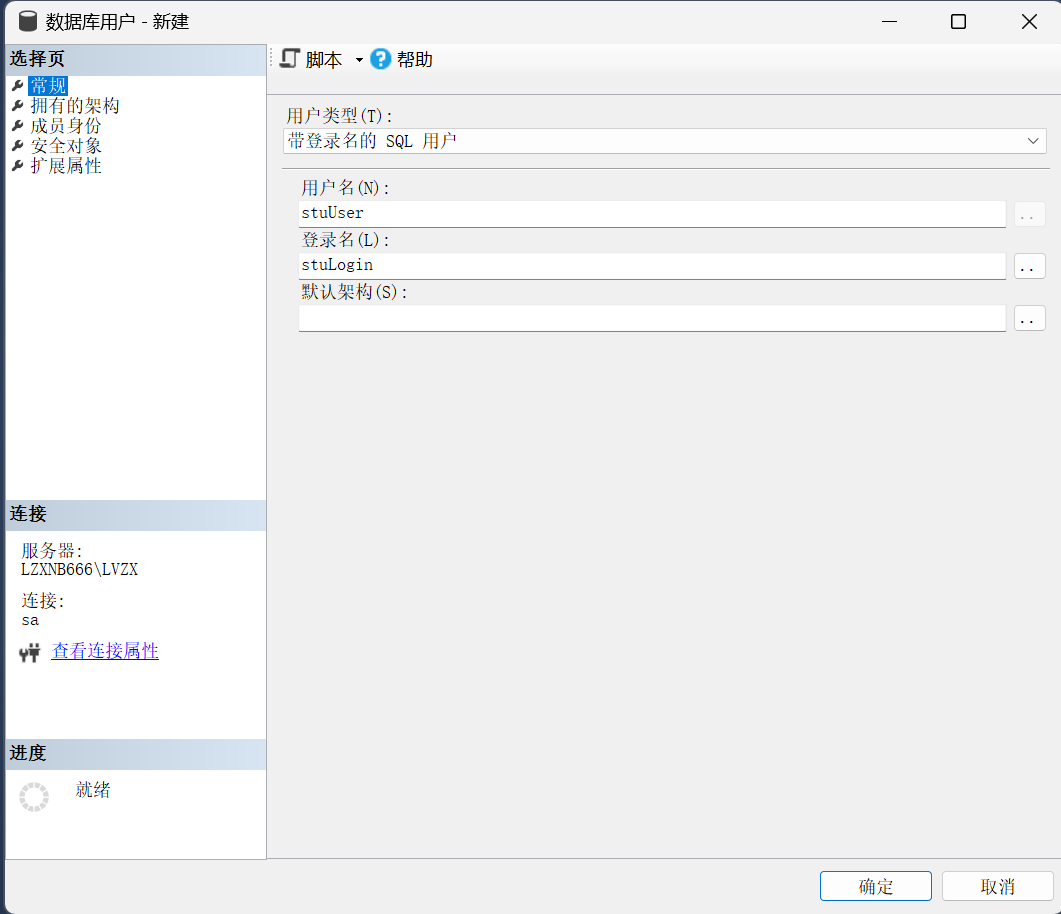 数据库用户 - 新建
选择页
常规
拥有的架构
成员身份
安全对象
扩展属性
脚本
帮助
用户类型(T):
带登录名的 SQL 用户
用户名(N):
stuUser
..
登录名(L):
stuLogin
..
默认架构(S):
..
连接
服务器:
LZXNB666\LVZX
连接:
sa
查看连接属性
进度
就绪
确定
取消